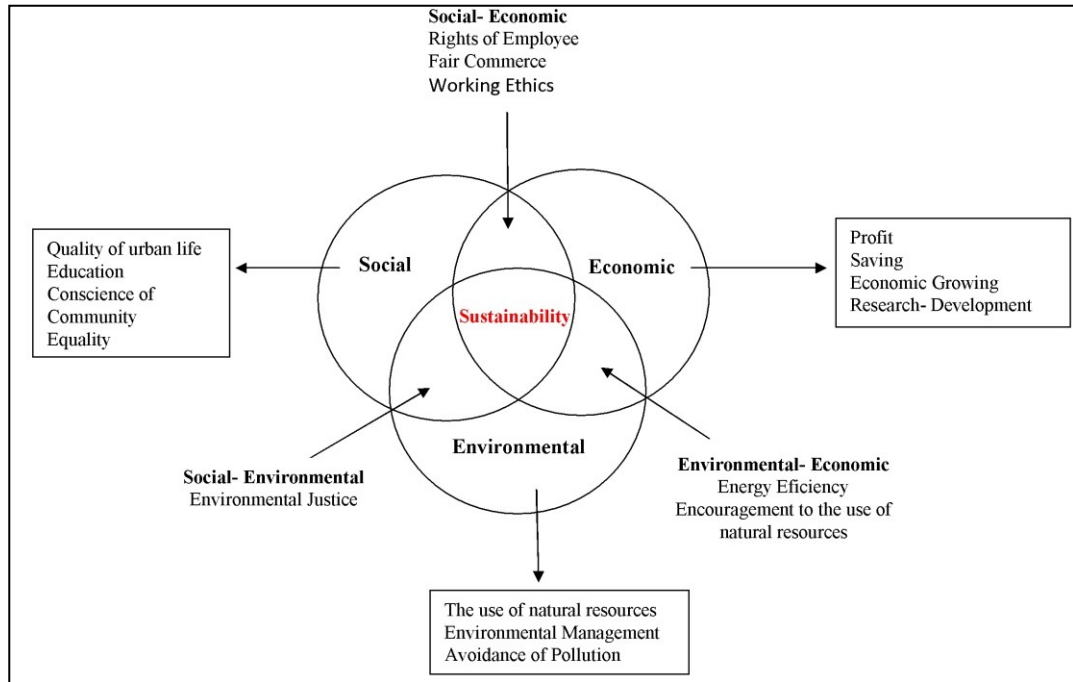 Social- Economic
Rights of Employee
Fair Commerce
Working Ethics
Quality of urban life
Education
Conscience of
Community
Equality
Social
Economic
Profit
Saving
Economic Growing
Research- Development
Sustainability
Environmental
Social- Environmental
Environmental Justice
Environmental- Economic
Energy Eficiency
Encouragement to the use of
natural resources
The use of natural resources
Environmental Management
Avoidance of Pollution